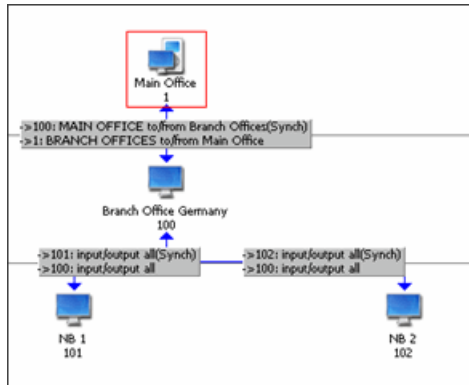 Main Office
1
->100: MAIN OFFICE to/from Branch Offices(Synch)
->1: BRANCH OFFICES to/from Main Office
Branch Office Germany
100
->101: input/output all(Synch)
->100: input/output all
->102: input/output all(Synch)
->100: input/output all
NB 1
101
NB 2
102